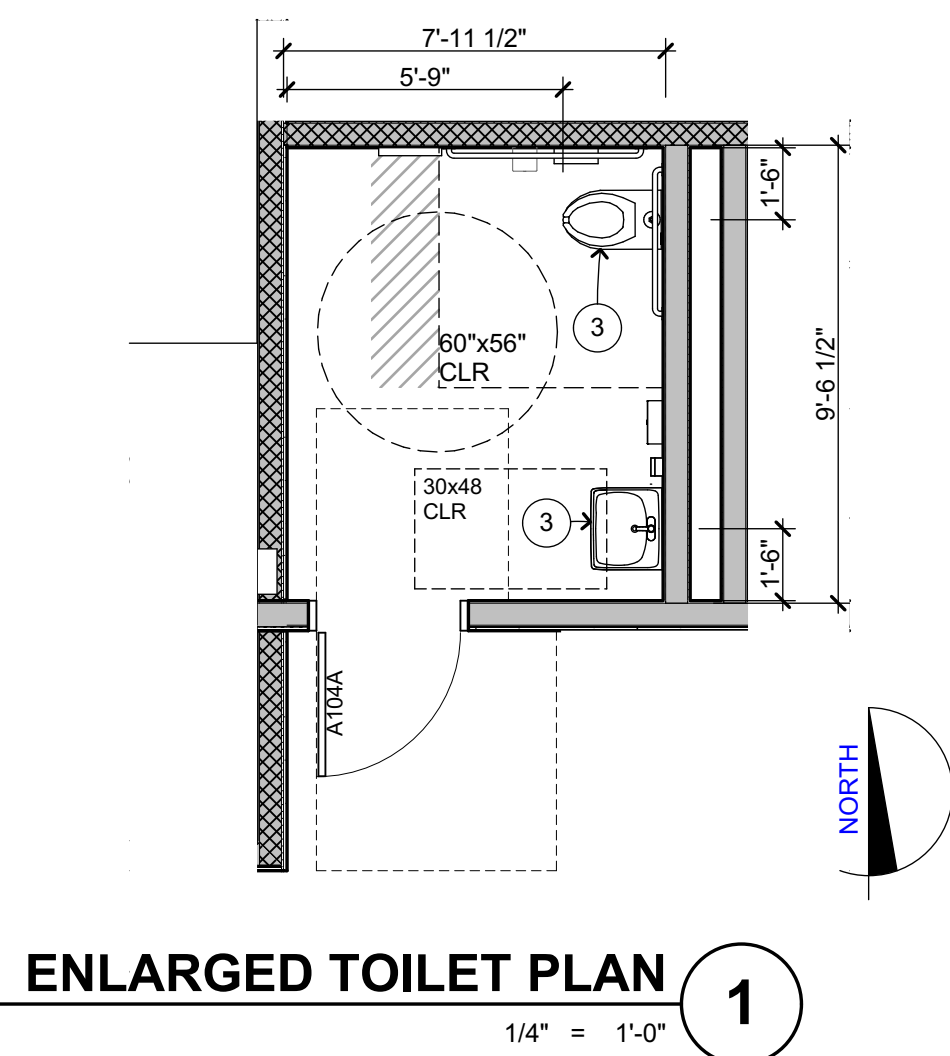 7'-11 1/2"
5'-9"
1'-6"
3
60"x56"
CLR
9'-6 1/2"
30x48
CLR
3
1'-6"
A104A
NORTH
ENLARGED TOILET PLAN
1
1/4" = 1'-0"